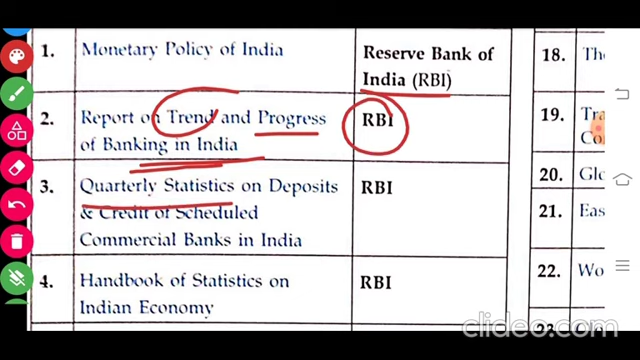 1.
Monetary Policy of India
Reserve Bank of
India (RBI)
2.
Report on Trend and Progress
of Banking in India
RBI
3.
Quarterly Statistics on Deposits
& Credit of Scheduled
Commercial Banks in India
RBI
4.
Handbook of Statistics on
Indian Economy
RBI
18.
19.
20.
21.
22.
clideo.com